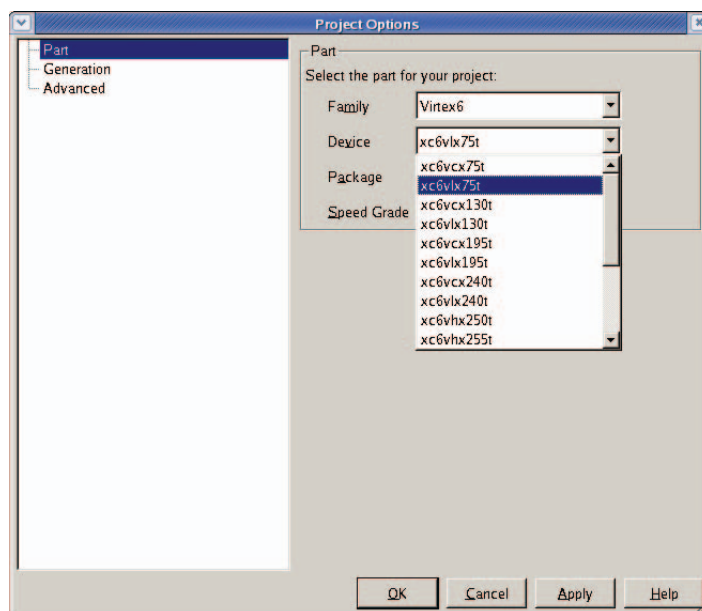 Project Options
Part
Generation
Advanced
Part
Select the part for your project:
Family Virtex6
Device xc6vlx75t
Package
Speed Grade
xc6vcx75t
xc6vlx75t
xc6vcx130t
xc6vlx130t
xc6vcx195t
xc6vlx195t
xc6vcx240t
xc6vlx240t
xc6vhx250t
xc6vhx255t
OK Cancel Apply Help